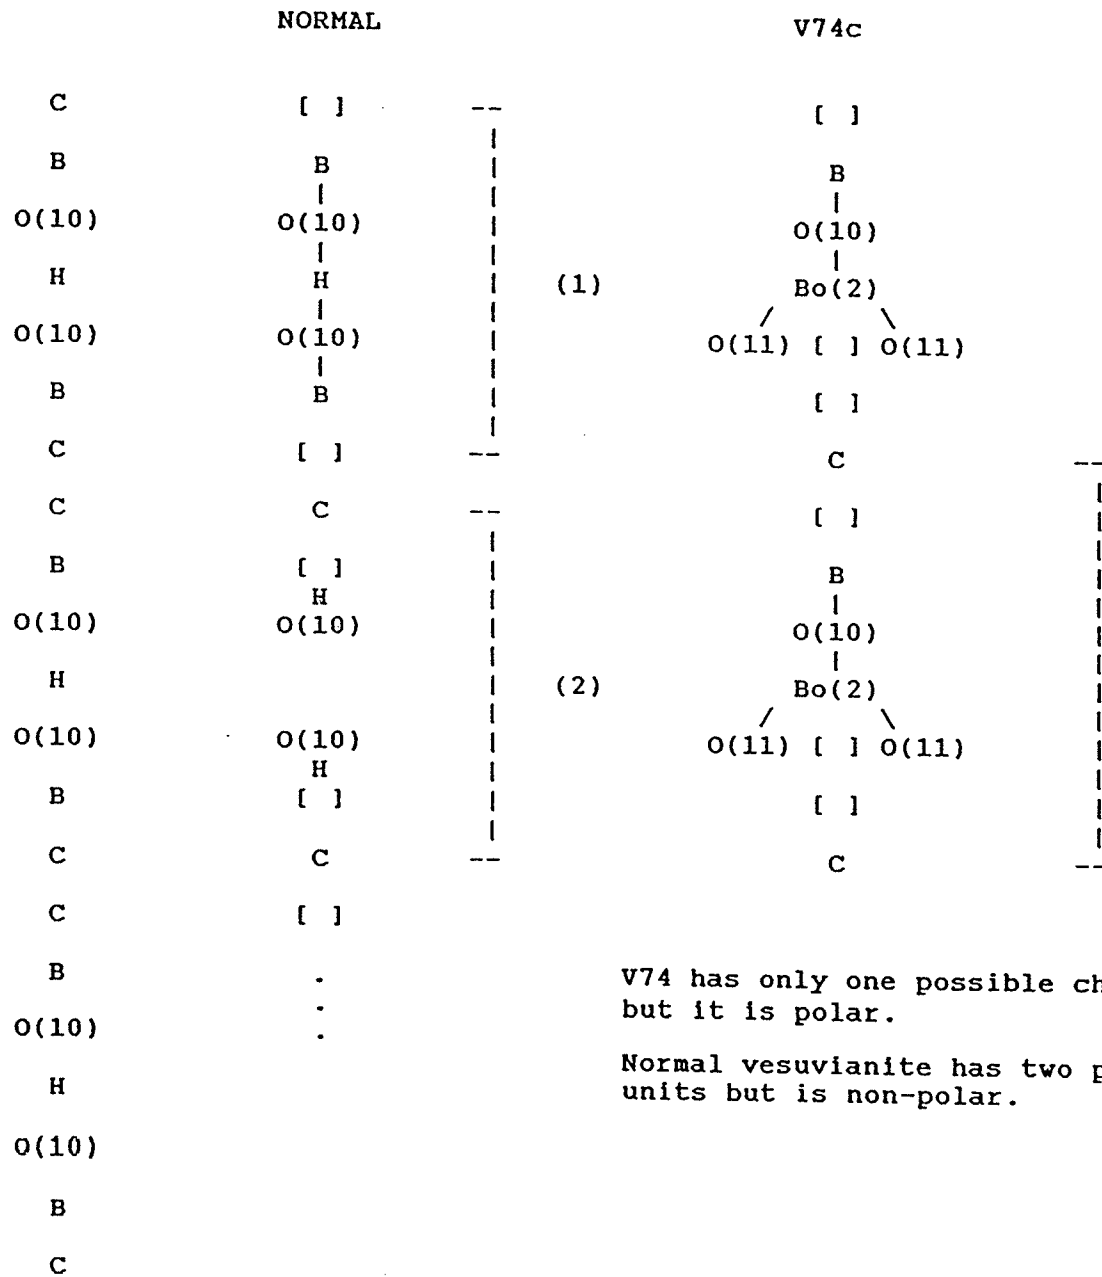 NORMAL V74c
C [ ] -- [ ]
B B B
O(10) O(10) O(10)
H H (1) Bo(2)
O(10) O(10) O(11) [ ] O(11)
B B [ ]
C [ ] -- C --
C C -- [ ]
B [ ] B
H
O(10) O(10) O(10)
H (2) Bo(2)
O(10) O(10) O(11) [ ] O(11)
H
B [ ] [ ]
C C -- C --
C [ ]
B .
V74 has only one possible
.
but it is polar.
O(10) .
Normal vesuvianite has two
H units but is non-polar.
O(10)
B
C